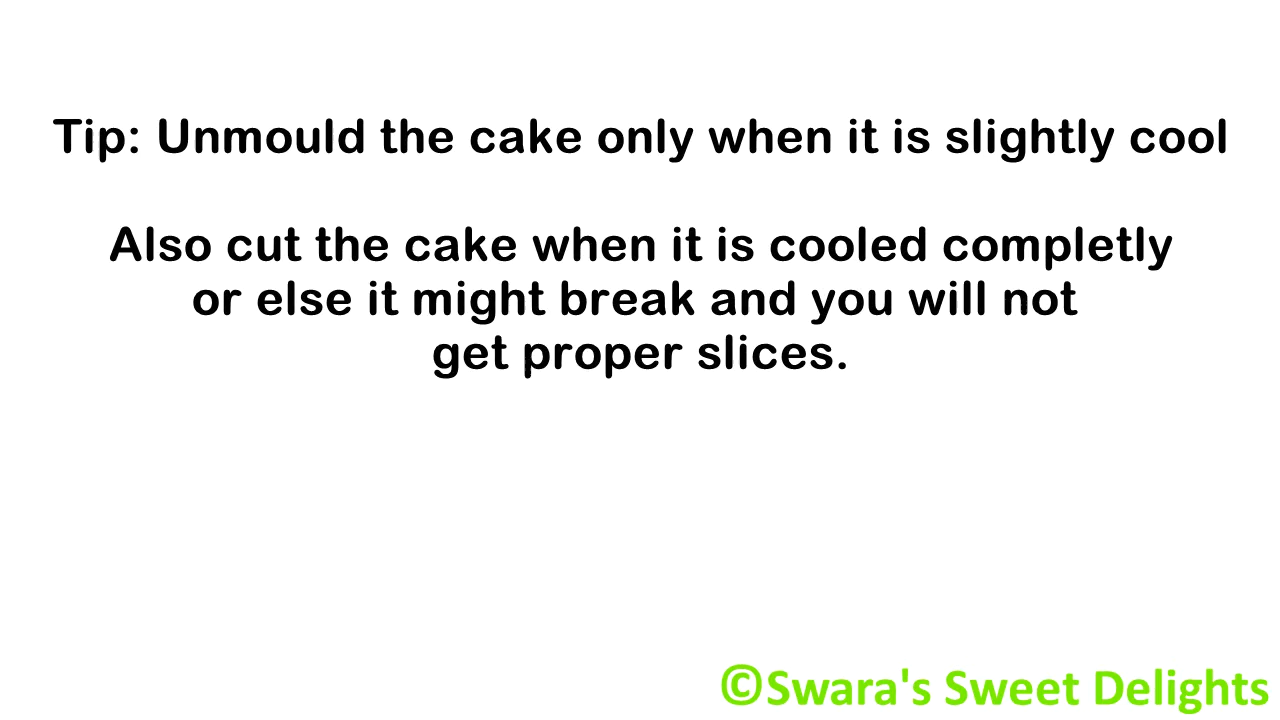 Tip: Unmould the cake only when it is slightly cool
Also cut the cake when it is cooled completly
or else it might break and you will not
get proper slices.
©Swara's Sweet Delights